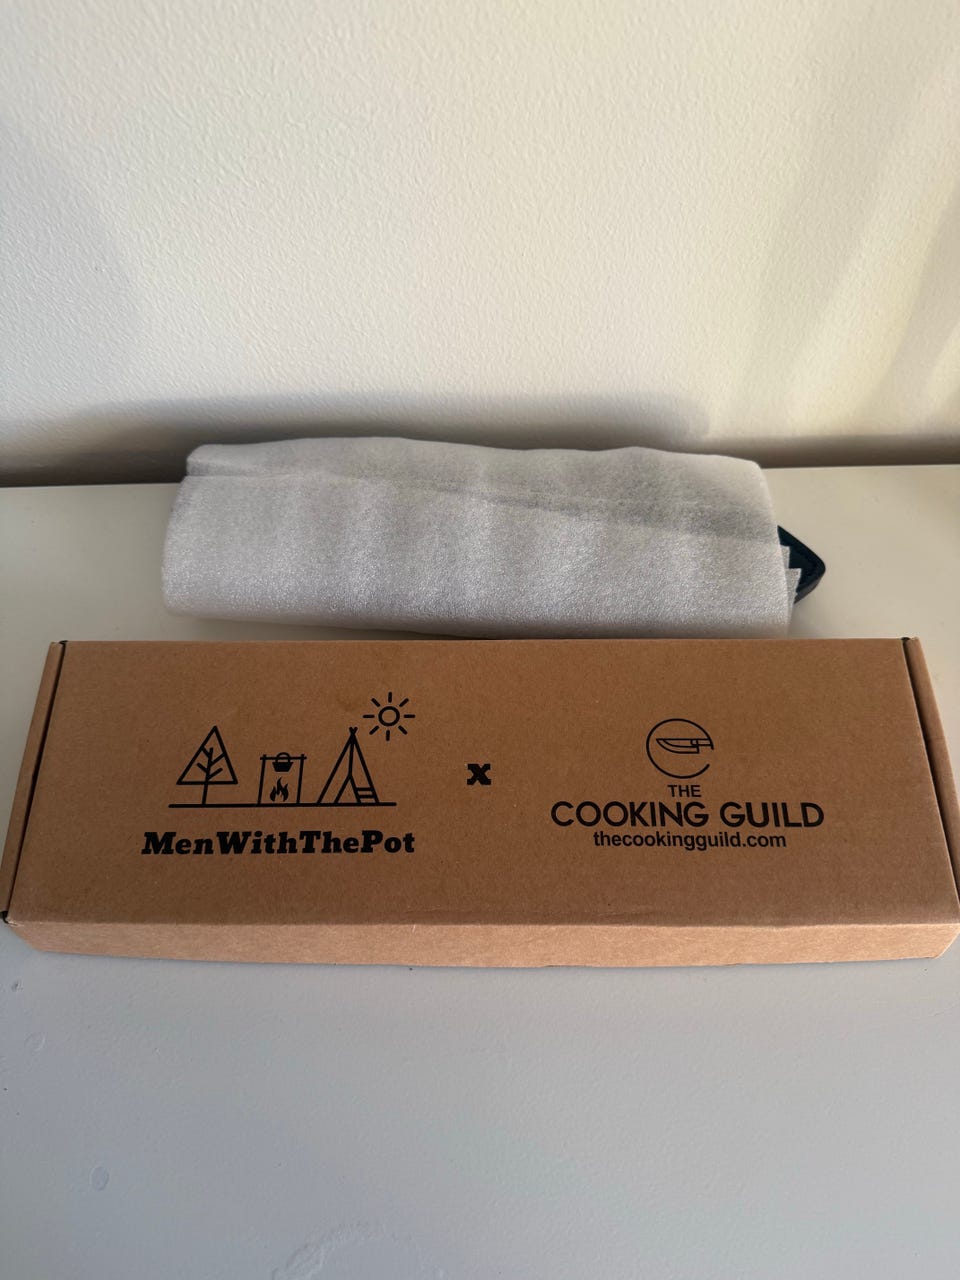 MenWithThePot
x
THE
COOKING GUILD
thecookingguild.com